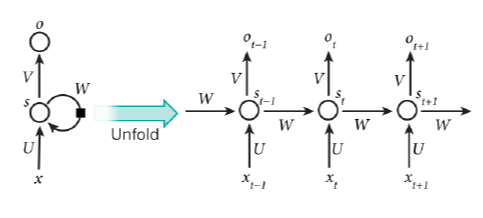 o
V
W
s
Unfold
U
x
o_{t-1} o_t o_{t+1}
V V V
W s_{t-1} s_t s_{t+1}
W W W
U U U
x_{t-1} x_t x_{t+1}